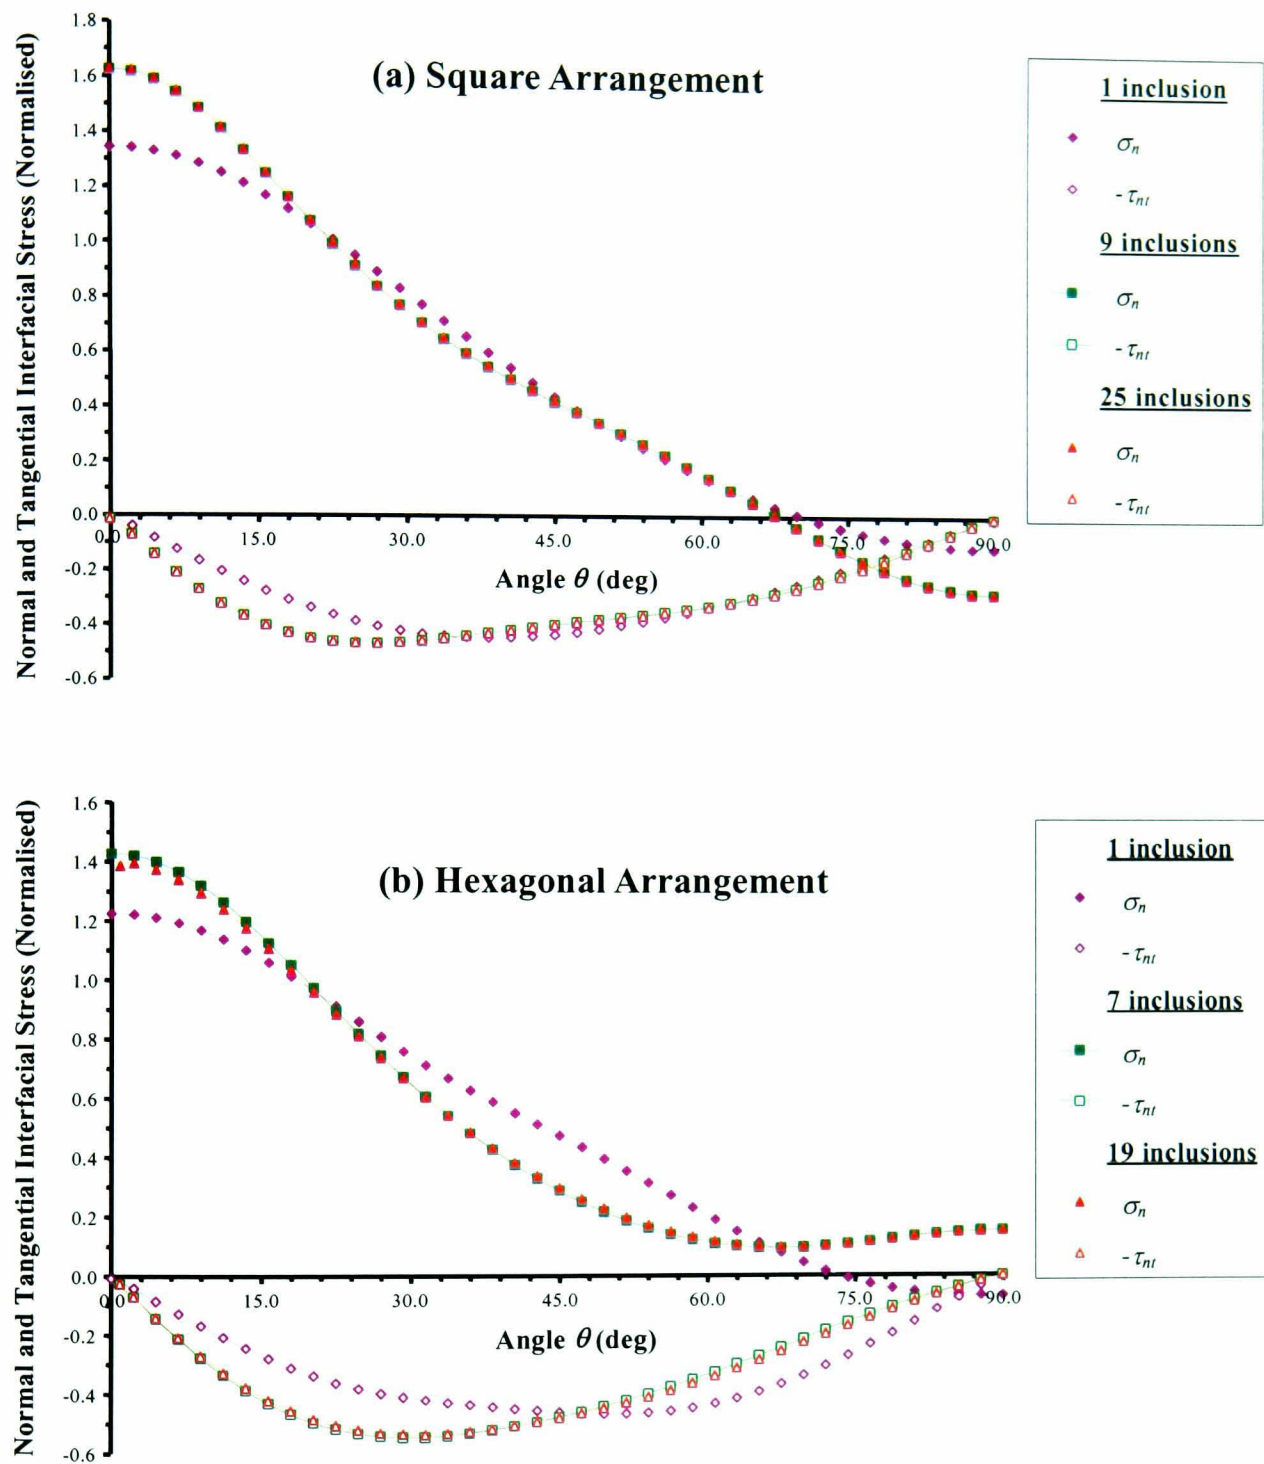 Normal and Tangential Interfacial Stress (Normalised)
1.8
1.6
1.4
1.2
1.0
0.8
0.6
0.4
0.2
0.0
-0.2
-0.4
-0.6
(a) Square Arrangement
0.0 15.0 30.0 45.0 60.0 75.0 90.0
Angle θ (deg)
1 inclusion
σn
- τnt
9 inclusions
σn
- τnt
25 inclusions
σn
- τnt
Normal and Tangential Interfacial Stress (Normalised)
1.6
1.4
1.2
1.0
0.8
0.6
0.4
0.2
0.0
-0.2
-0.4
-0.6
(b) Hexagonal Arrangement
0.0 15.0 30.0 45.0 60.0 75.0 90.0
Angle θ (deg)
1 inclusion
σn
- τnt
7 inclusions
σn
- τnt
19 inclusions
σn
- τnt